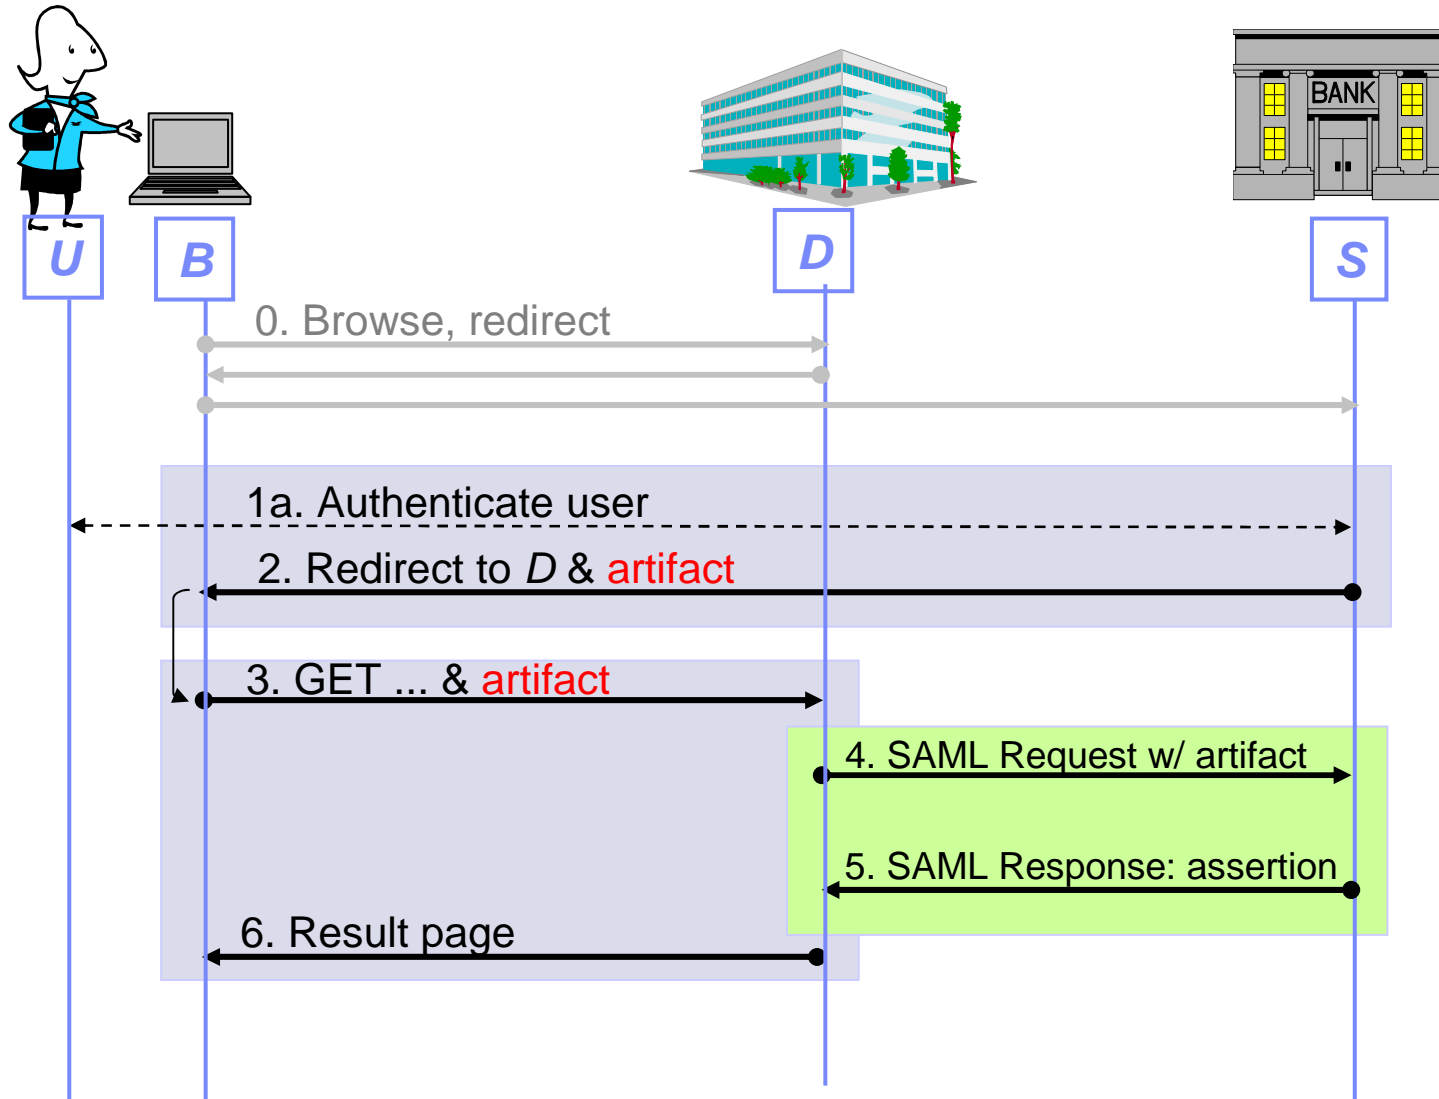 BANK
U
B
D
S
0. Browse, redirect
1a. Authenticate user
2. Redirect to D & artifact
3. GET ... & artifact
4. SAML Request w/ artifact
5. SAML Response: assertion
6. Result page